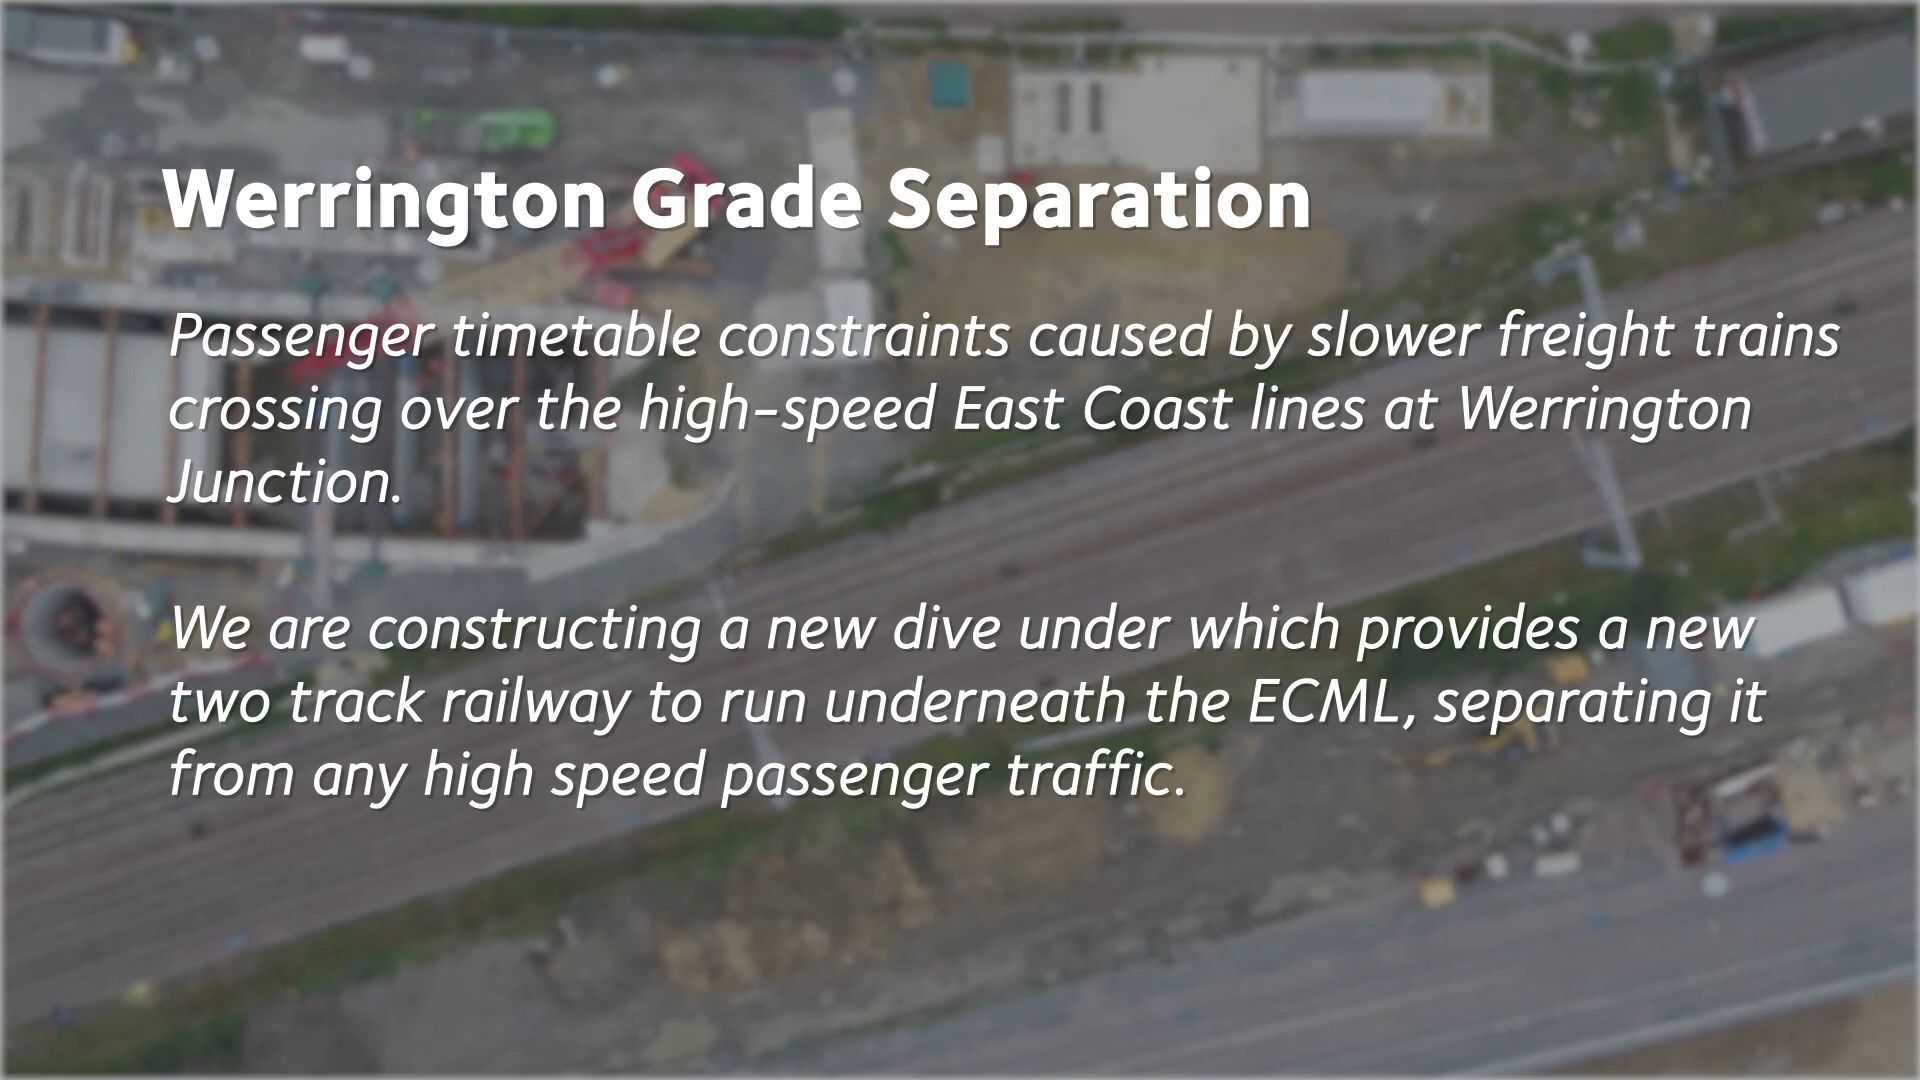 Werrington Grade Separation
Passenger timetable constraints caused by slower freight trains
crossing over the high-speed East Coast lines at Werrington
Junction.
We are constructing a new dive under which provides a new
two track railway to run underneath the ECML, separating it
from any high speed passenger traffic.